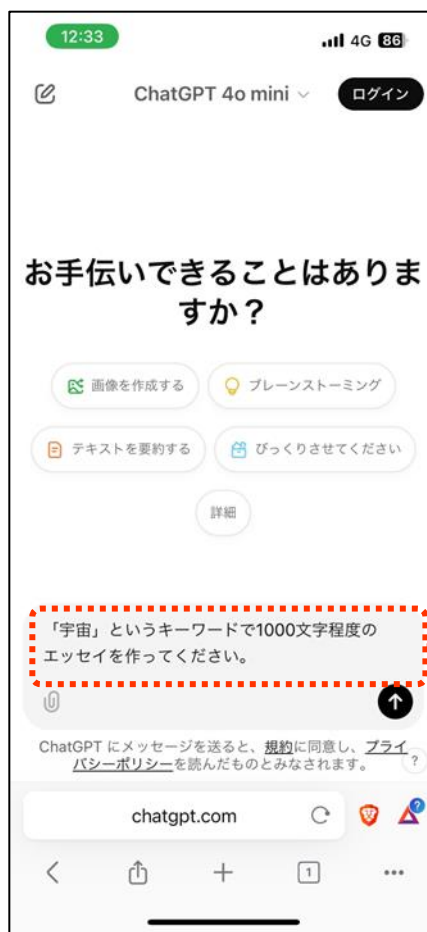 12:33
4G 86
ChatGPT 4o mini
ログイン
お手伝いできることはありま
すか？
画像を作成する
ブレーンストーミング
テキストを要約する
びっくりさせてください
詳細
「宇宙」というキーワードで1000文字程度の
エッセイを作ってください。
ChatGPT にメッセージを送ると、規約に同意し、プライ
バシーポリシーを読んだものとみなされます。
?
chatgpt.com
?
1